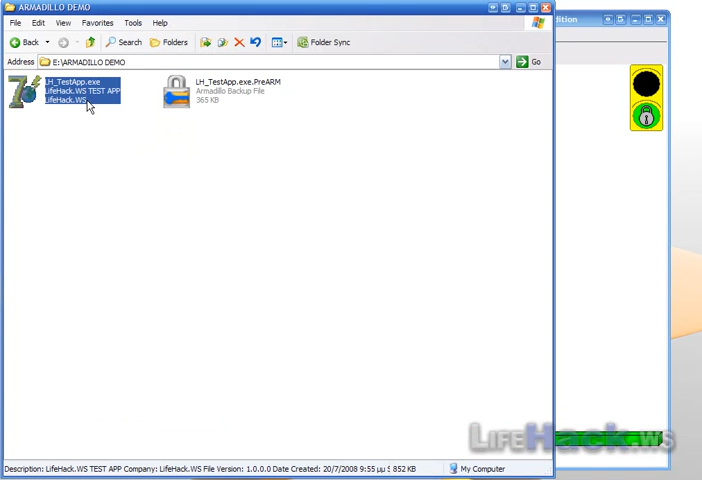 ARMADILLO DEMO
dition
File Edit View Favorites Tools Help
Back Search Folders Folder Sync
Address E:\ARMADILLO DEMO Go
LH_TestApp.exe
LifeHack.WS TEST APP
LifeHack.WS
LH_TestApp.exe.PreARM
Armadillo Backup File
365 KB
LIFEHACK.WS
Description: LifeHack.WS TEST APP Company: LifeHack.WS File Version: 1.0.0.0 Date Created: 20/7/2008 9:55 μμ S 852 KB My Computer